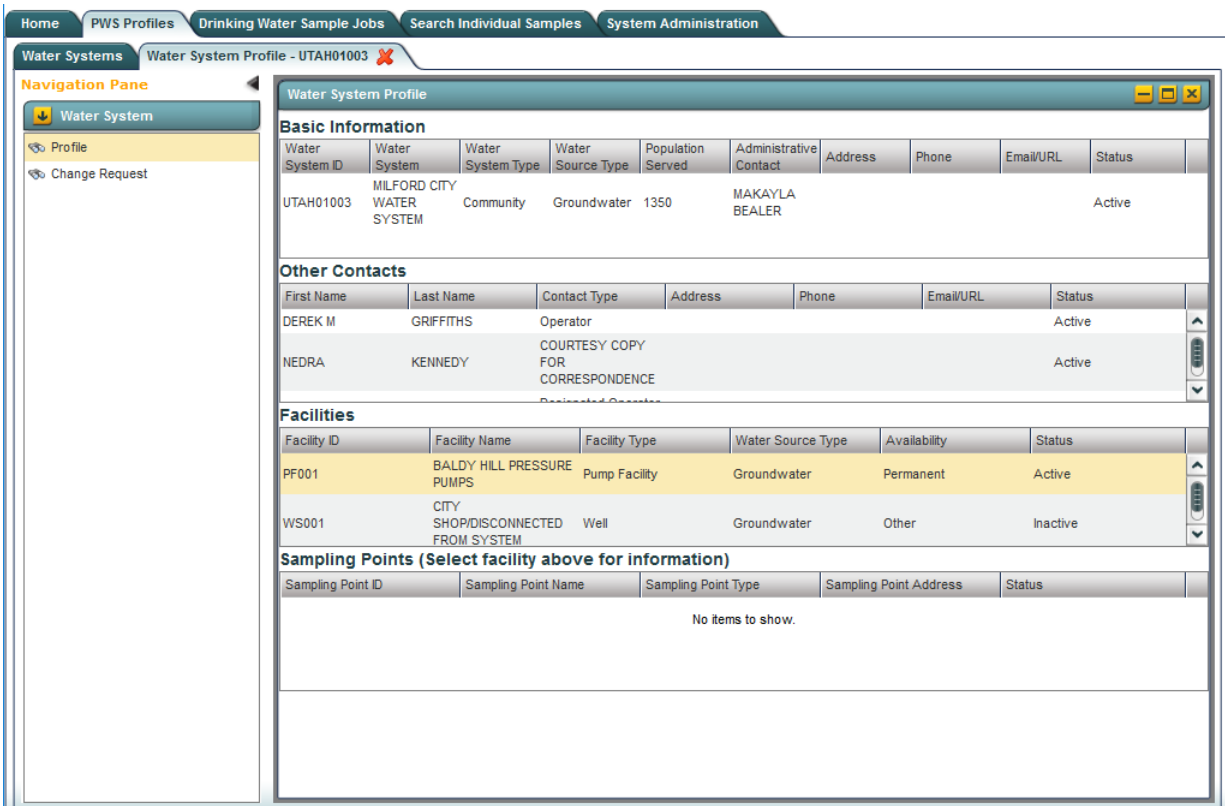 Home PWS Profiles Drinking Water Sample Jobs Search Individual Samples System Administration
Water Systems Water System Profile - UTAH01003
Navigation Pane
Water System
Profile
Change Request
Water System Profile
Basic Information
Water System ID Water System Water System Type Water Source Type Population Served Administrative Contact Address Phone Email/URL Status
UTAH01003 MILFORD CITY WATER SYSTEM Community Groundwater 1350 MAKAYLA BEALER Active
Other Contacts
First Name Last Name Contact Type Address Phone Email/URL Status
DEREK M GRIFFITHS Operator Active
NEDRA KENNEDY COURTESY COPY FOR CORRESPONDENCE Active
Designated Operator
Facilities
Facility ID Facility Name Facility Type Water Source Type Availability Status
PF001 BALDY HILL PRESSURE PUMPS Pump Facility Groundwater Permanent Active
WS001 CITY SHOP/DISCONNECTED FROM SYSTEM Well Groundwater Other Inactive
Sampling Points (Select facility above for information)
Sampling Point ID Sampling Point Name Sampling Point Type Sampling Point Address Status
No items to show.